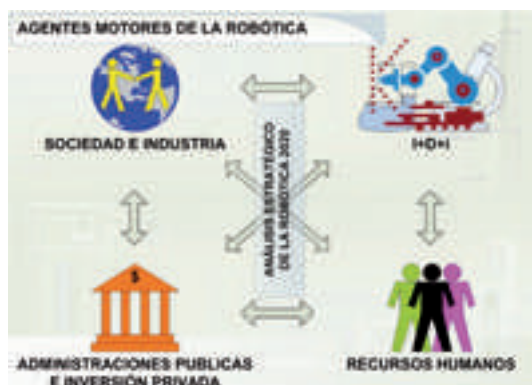 AGENTES MOTORES DE LA ROBÓTICA
SOCIEDAD E INDUSTRIA
I+D+i
ANÁLISIS ESTRATÉGICO
DE LA ROBÓTICA 2020
$
ADMINISTRACIONES PUBLICAS
E INVERSIÓN PRIVADA
RECURSOS HUMANOS